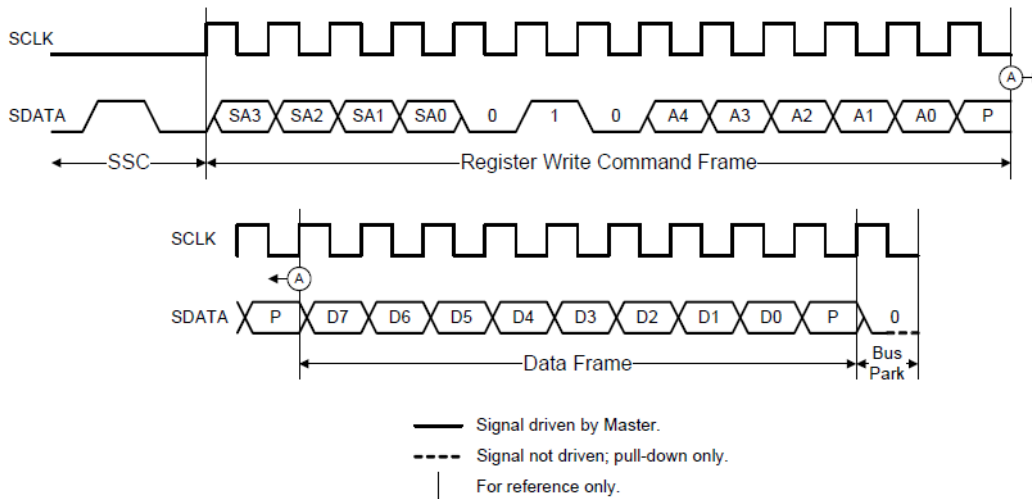 SCLK
A
SDATA SA3 SA2 SA1 SA0 0 1 0 A4 A3 A2 A1 A0 P
SSC Register Write Command Frame
SCLK
A
SDATA P D7 D6 D5 D4 D3 D2 D1 D0 P 0
Data Frame Bus
Park
Signal driven by Master.
Signal not driven; pull-down only.
For reference only.